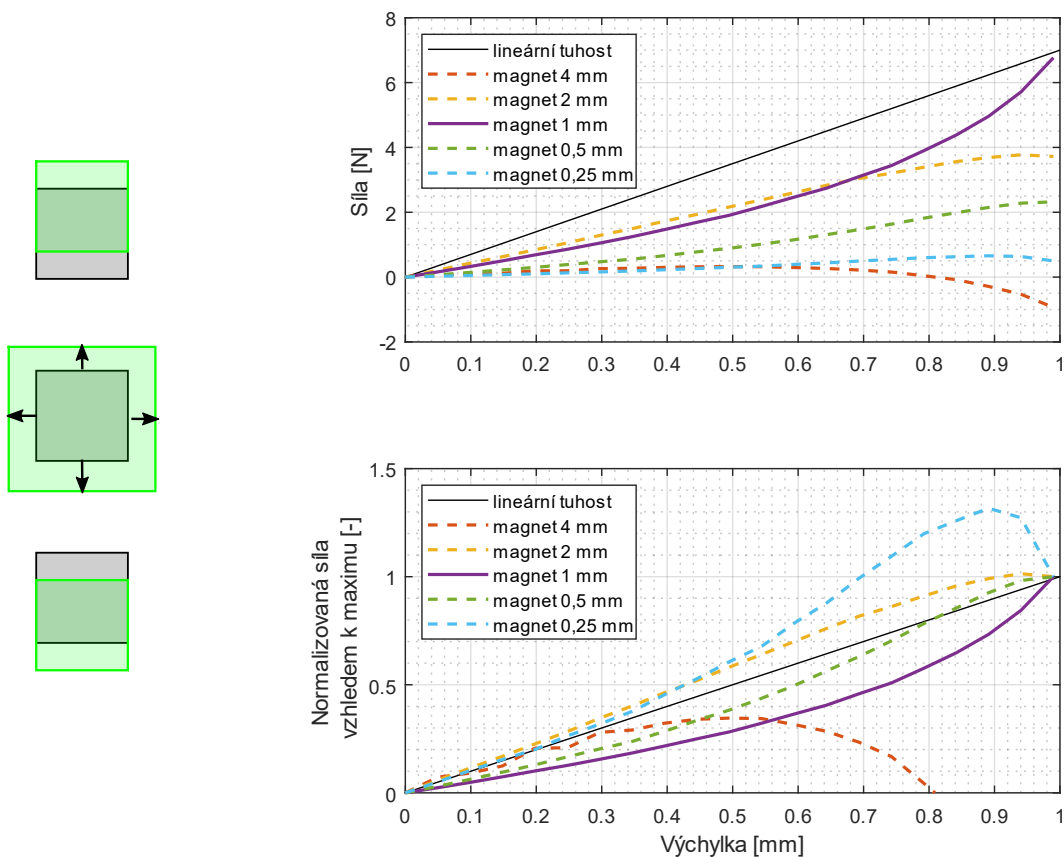 8
6
4
2
0
-2
Síla [N]
lineární tuhost
magnet 4 mm
magnet 2 mm
magnet 1 mm
magnet 0,5 mm
magnet 0,25 mm
0 0.1 0.2 0.3 0.4 0.5 0.6 0.7 0.8 0.9 1
1.5
1
0.5
0
Normalizovaná síla
vzhledem k maximu [-]
lineární tuhost
magnet 4 mm
magnet 2 mm
magnet 1 mm
magnet 0,5 mm
magnet 0,25 mm
0 0.1 0.2 0.3 0.4 0.5 0.6 0.7 0.8 0.9 1
Výchylka [mm]